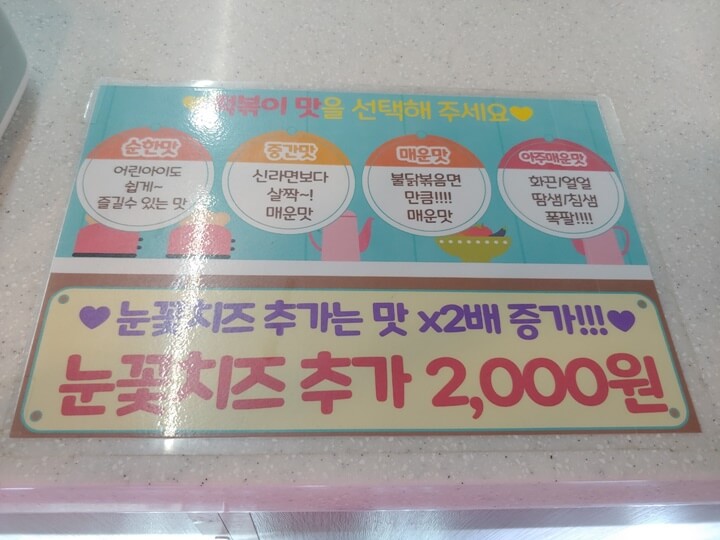 떡볶이 맛을 선택해 주세요
순한맛
어린아이도
쉽게~
즐길수 있는 맛
중간맛
신라면보다
살짝~!
매운맛
매운맛
불닭볶음면
만큼!!!!
매운맛
아주매운맛
화끈/얼얼
땀샘/침샘
폭팔!!!!
눈꽃치즈 추가는 맛 x2배 증가!!!
눈꽃치즈 추가 2,000원